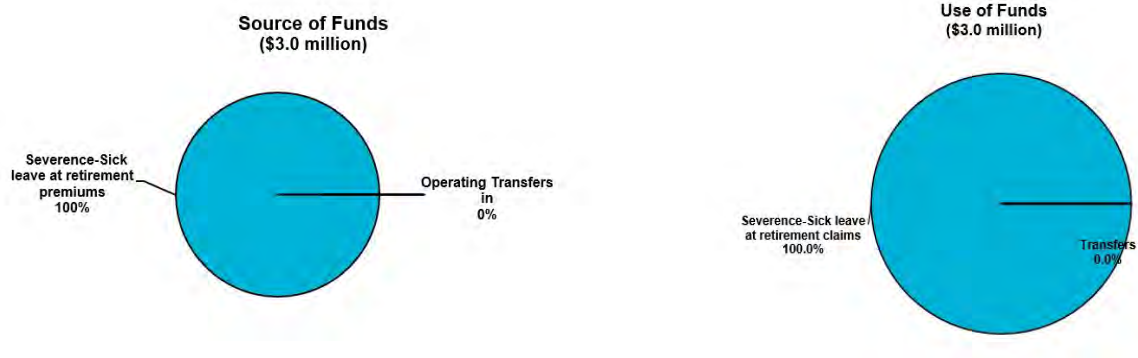 Source of Funds
($3.0 million)
Severence-Sick
leave at retirement
premiums
100%
Operating Transfers
in
0%
Use of Funds
($3.0 million)
Severence-Sick leave
at retirement claims
100.0%
Transfers
0.0%